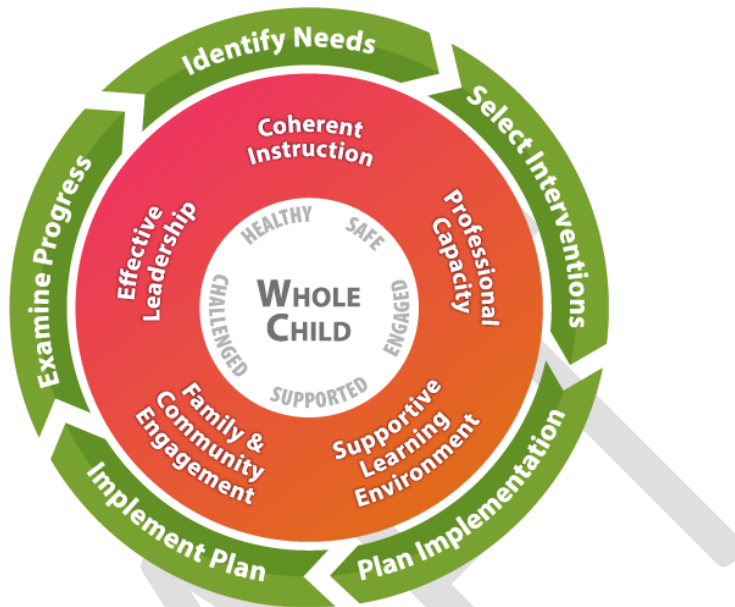 Identify Needs
Select Interventions
Plan Implementation
Implement Plan
Examine Progress
Coherent
Instruction
Professional
Capacity
Supportive
Learning
Environment
Family &
Community
Engagement
Effective
Leadership
HEALTHY
SAFE
ENGAGED
SUPPORTED
CHALLENGED
WHOLE
CHILD